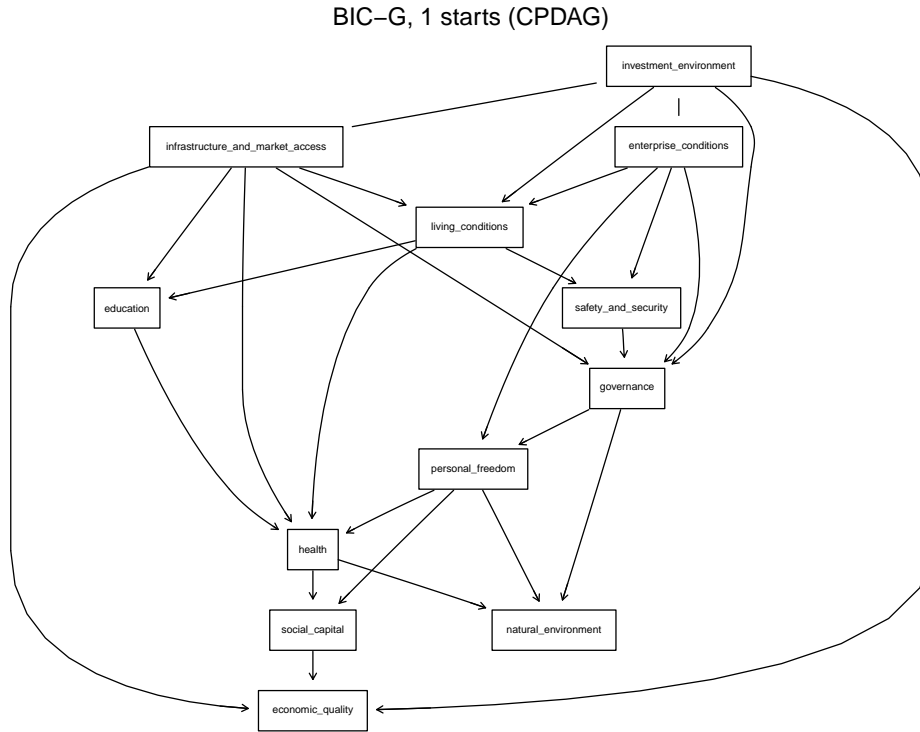 BIC−G, 1 starts (CPDAG)
investment_environment
infrastructure_and_market_access
enterprise_conditions
living_conditions
education
safety_and_security
governance
personal_freedom
health
social_capital
natural_environment
economic_quality